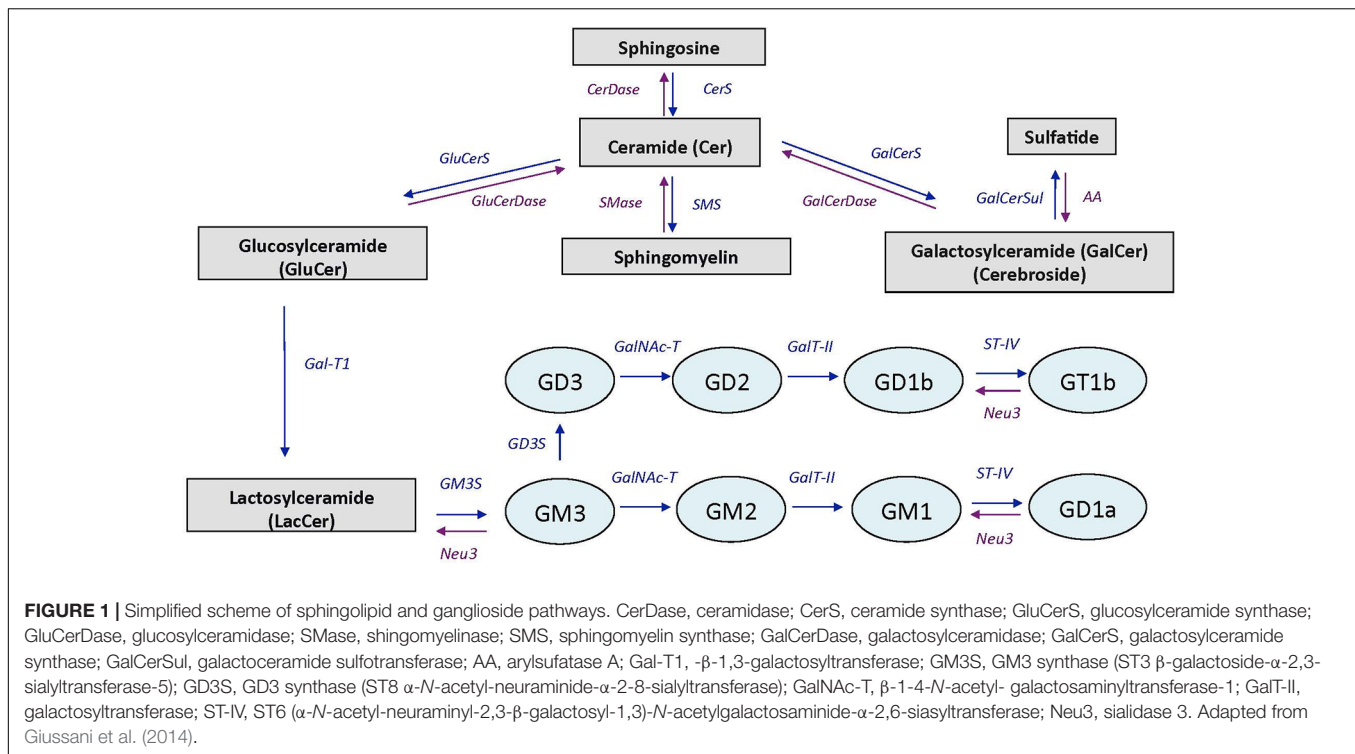 Sphingosine
CerDase
CerS
Ceramide (Cer)
Sulfatide
GluCerS
GluCerDase
SMase
SMS
GalCerS
GalCerDase
GalCerSul
AA
Glucosylceramide
(GluCer)
Sphingomyelin
Galactosylceramide (GalCer)
(Cerebroside)
Gal-T1
GD3
GalNAc-T
GD2
GalT-II
GD1b
ST-IV
Neu3
GT1b
GD3S
Lactosylceramide
(LacCer)
GM3S
Neu3
GM3
GalNAc-T
GM2
GalT-II
GM1
ST-IV
Neu3
GD1a
FIGURE 1 | Simplified scheme of sphingolipid and ganglioside pathways. CerDase, ceramidase; CerS, ceramide synthase; GluCerS, glucosylceramide synthase;
GluCerDase, glucosylceramidase; SMase, shingomyelinase; SMS, sphingomyelin synthase; GalCerDase, galactosylceramidase; GalCerS, galactosylceramide
synthase; GalCerSul, galactoceramide sulfotransferase; AA, arylsufatase A; Gal-T1, -β-1,3-galactosyltransferase; GM3S, GM3 synthase (ST3 β-galactoside-α-2,3-
sialyltransferase-5); GD3S, GD3 synthase (ST8 α-N-acetyl-neuraminide-α-2-8-sialyltransferase); GalNAc-T, β-1-4-N-acetyl- galactosaminyltransferase-1; GalT-II,
galactosyltransferase; ST-IV, ST6 (α-N-acetyl-neuraminyl-2,3-β-galactosyl-1,3)-N-acetylgalactosaminide-α-2,6-siasyltransferase; Neu3, sialidase 3. Adapted from
Giussani et al. (2014).